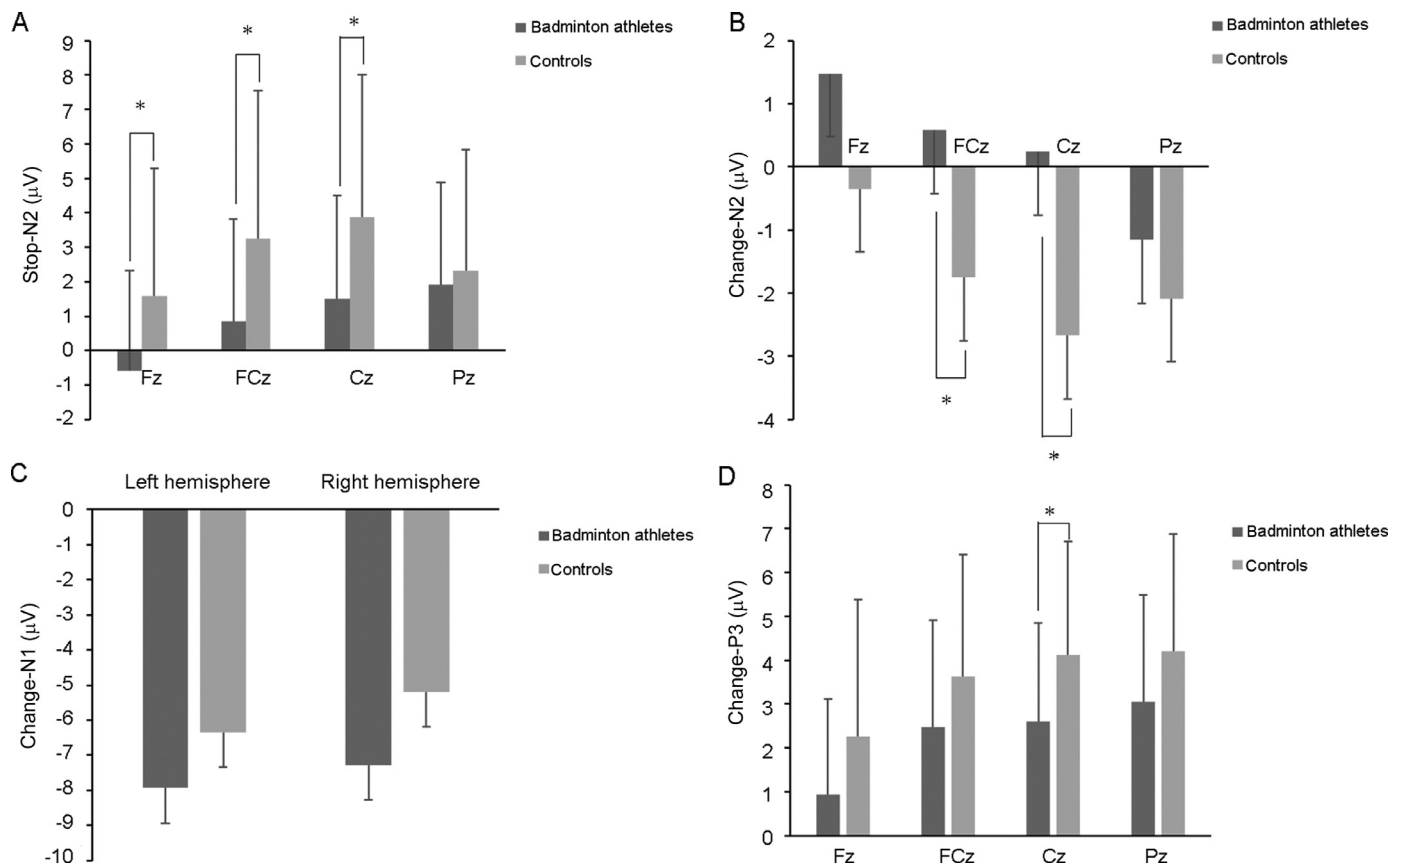 A
Badminton athletes
Controls
Stop-N2 (μV)
9
8
7
6
5
4
3
2
1
0
-1
-2
*
*
*
Fz
FCz
Cz
Pz
B
Badminton athletes
Controls
Change-N2 (μV)
2
1
0
-1
-2
-3
-4
Fz
FCz
Cz
Pz
*
*
C
Left hemisphere
Right hemisphere
Badminton athletes
Controls
Change-N1 (μV)
0
-1
-2
-3
-4
-5
-6
-7
-8
-9
-10
D
Badminton athletes
Controls
Change-P3 (μV)
8
7
6
5
4
3
2
1
0
*
Fz
FCz
Cz
Pz